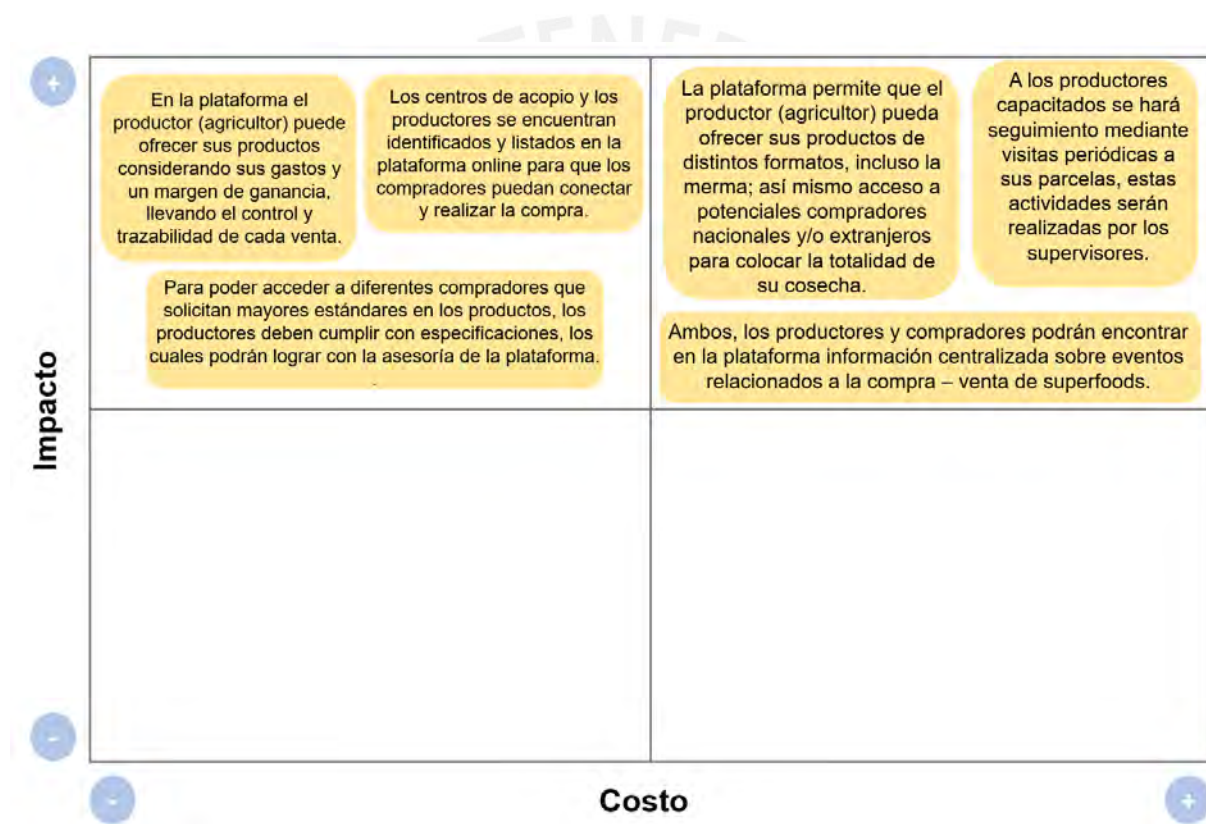 TENE
+
En la plataforma el
productor (agricultor) puede
ofrecer sus productos
considerando sus gastos y
un margen de ganancia,
llevando el control y
trazabilidad de cada venta.
Los centros de acopio y los
productores se encuentran
identificados y listados en la
plataforma online para que los
compradores puedan conectar
y realizar la compra.
Para poder acceder a diferentes compradores que
solicitan mayores estándares en los productos, los
productores deben cumplir con especificaciones, los
cuales podrán lograr con la asesoría de la plataforma.
.
La plataforma permite que el
productor (agricultor) pueda
ofrecer sus productos de
distintos formatos, incluso la
merma; así mismo acceso a
potenciales compradores
nacionales y/o extranjeros
para colocar la totalidad de
su cosecha.
A los productores
capacitados se hará
seguimiento mediante
visitas periódicas a
sus parcelas, estas
actividades serán
realizadas por los
supervisores.
Ambos, los productores y compradores podrán encontrar
en la plataforma información centralizada sobre eventos
relacionados a la compra – venta de superfoods.
Impacto
-
-
Costo
+